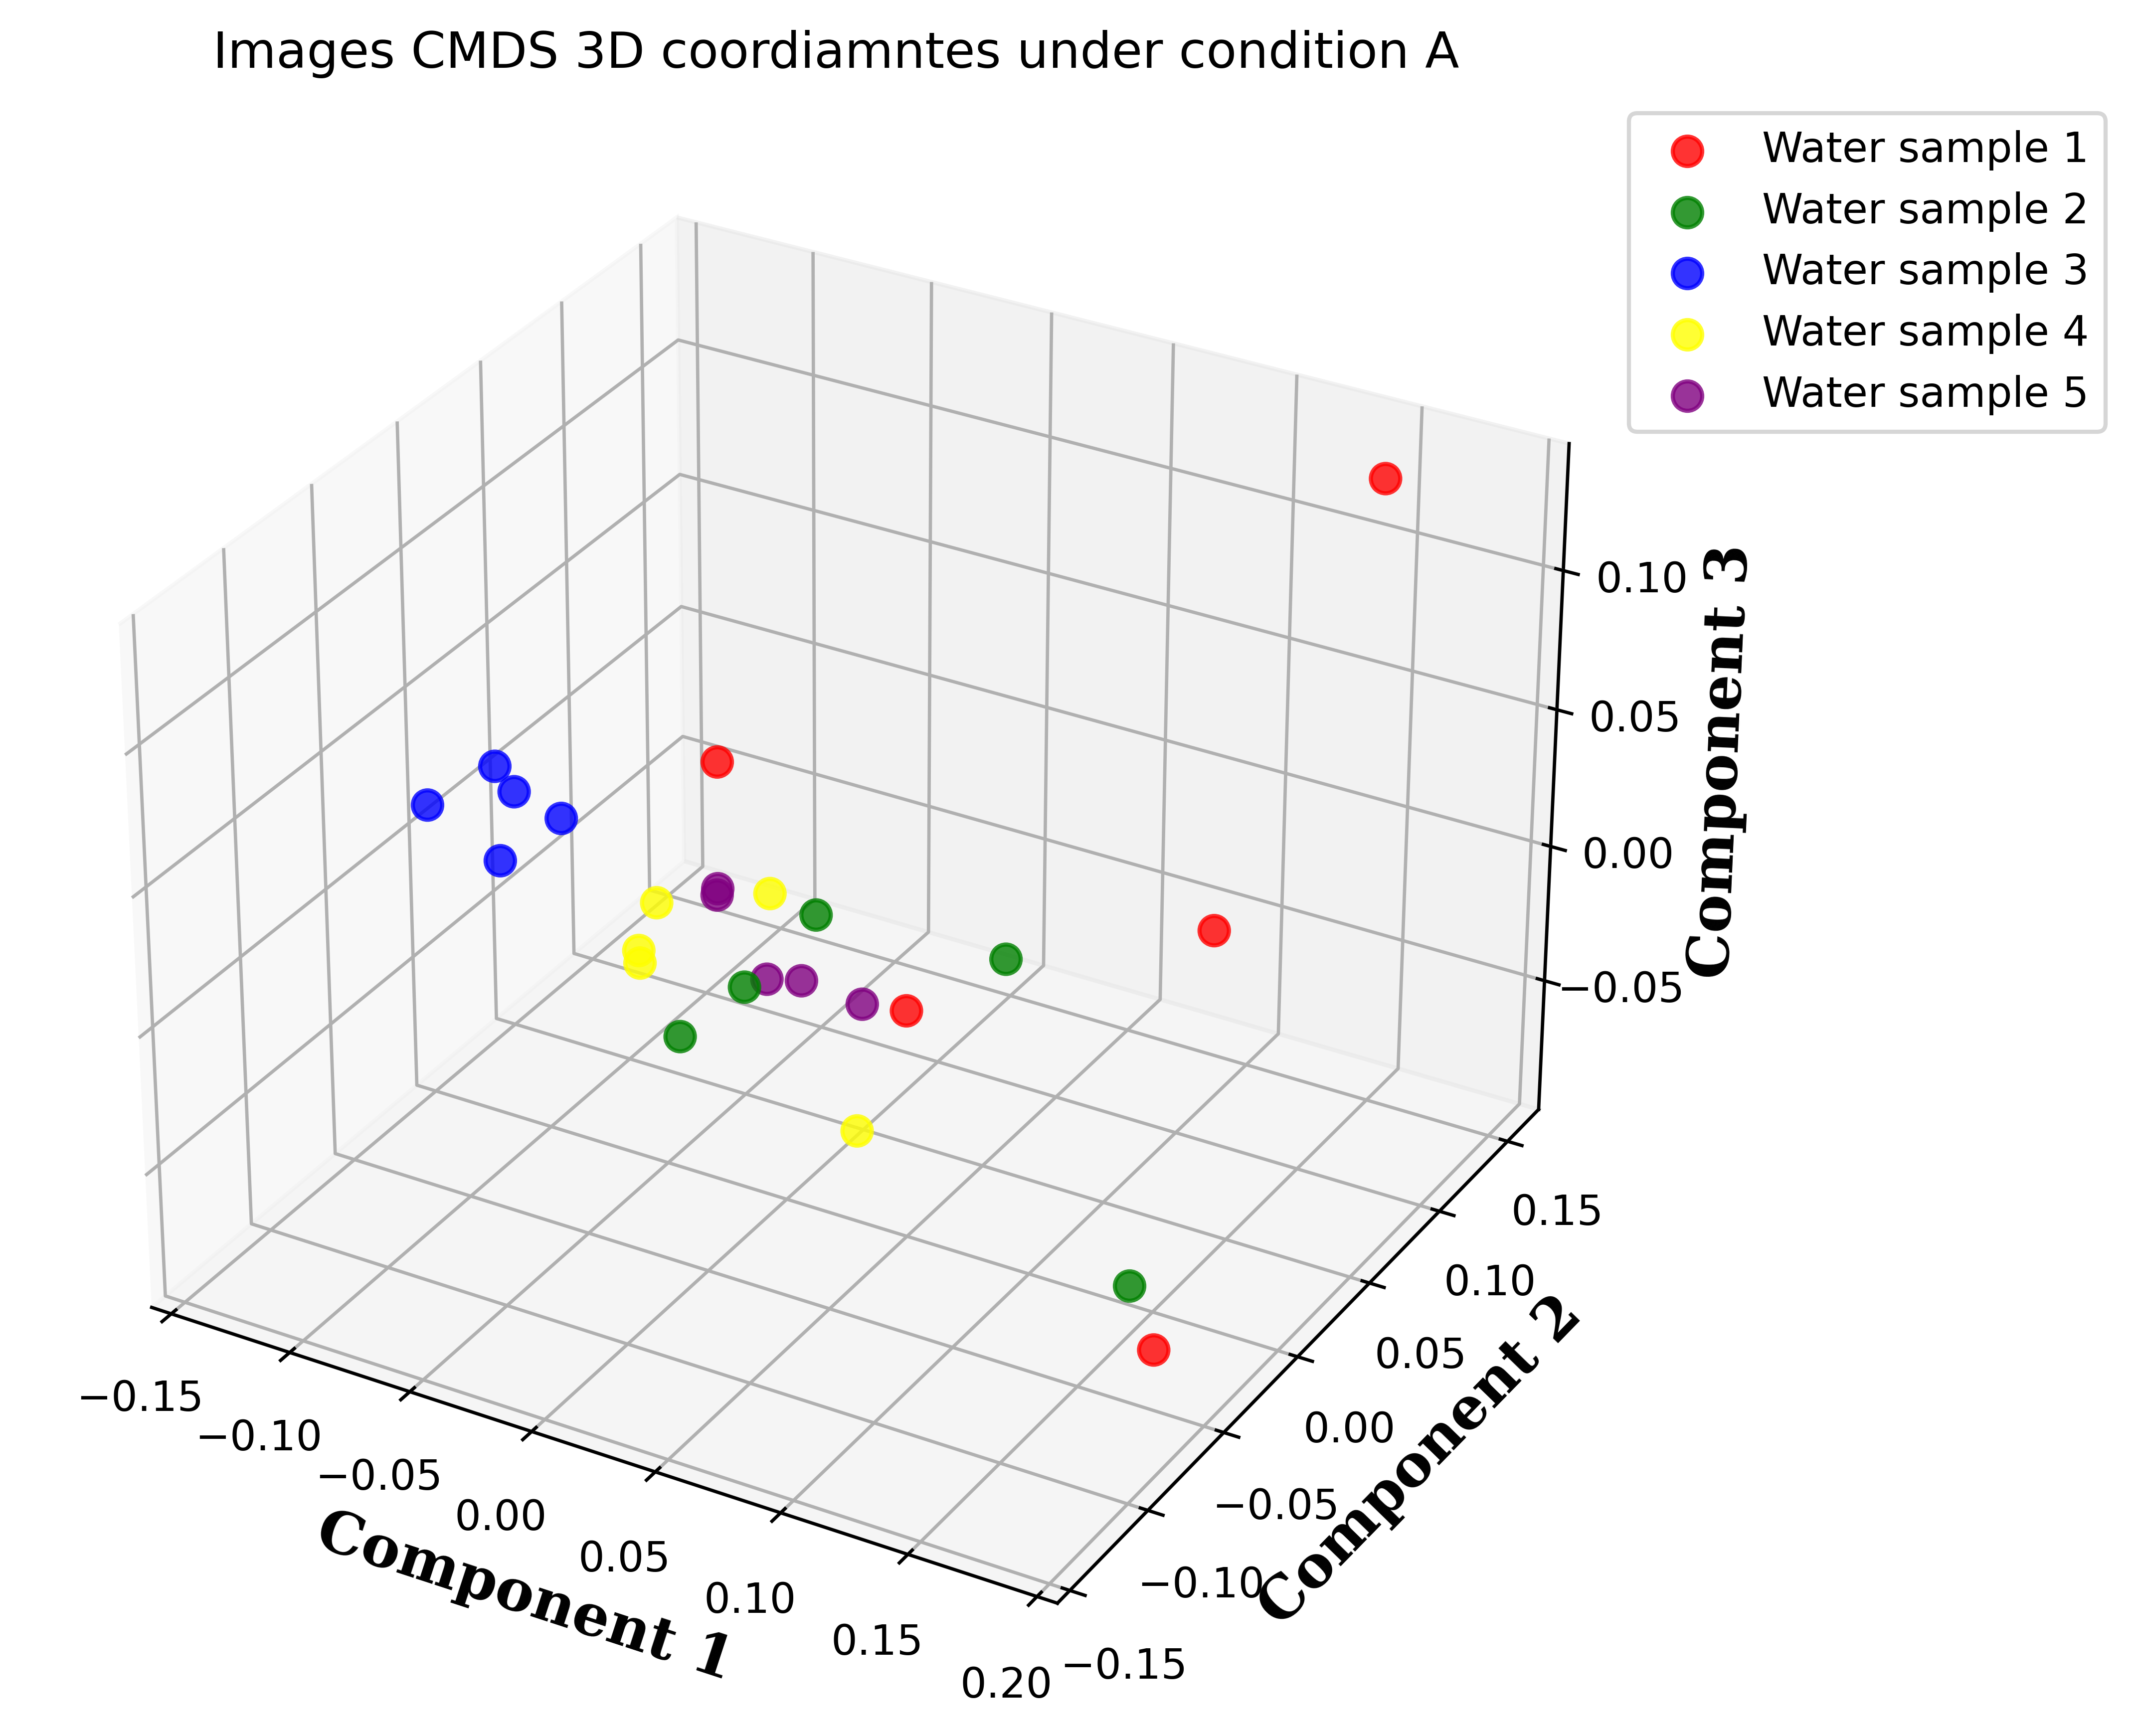 Images CMDS 3D coordiamntes under condition A
Water sample 1
Water sample 2
Water sample 3
Water sample 4
Water sample 5
0.10
0.05
0.00
−0.05
Component 3
0.15
0.10
0.05
0.00
−0.05
−0.10
−0.15
Component 2
−0.15
−0.10
−0.05
0.00
0.05
0.10
0.15
0.20
Component 1